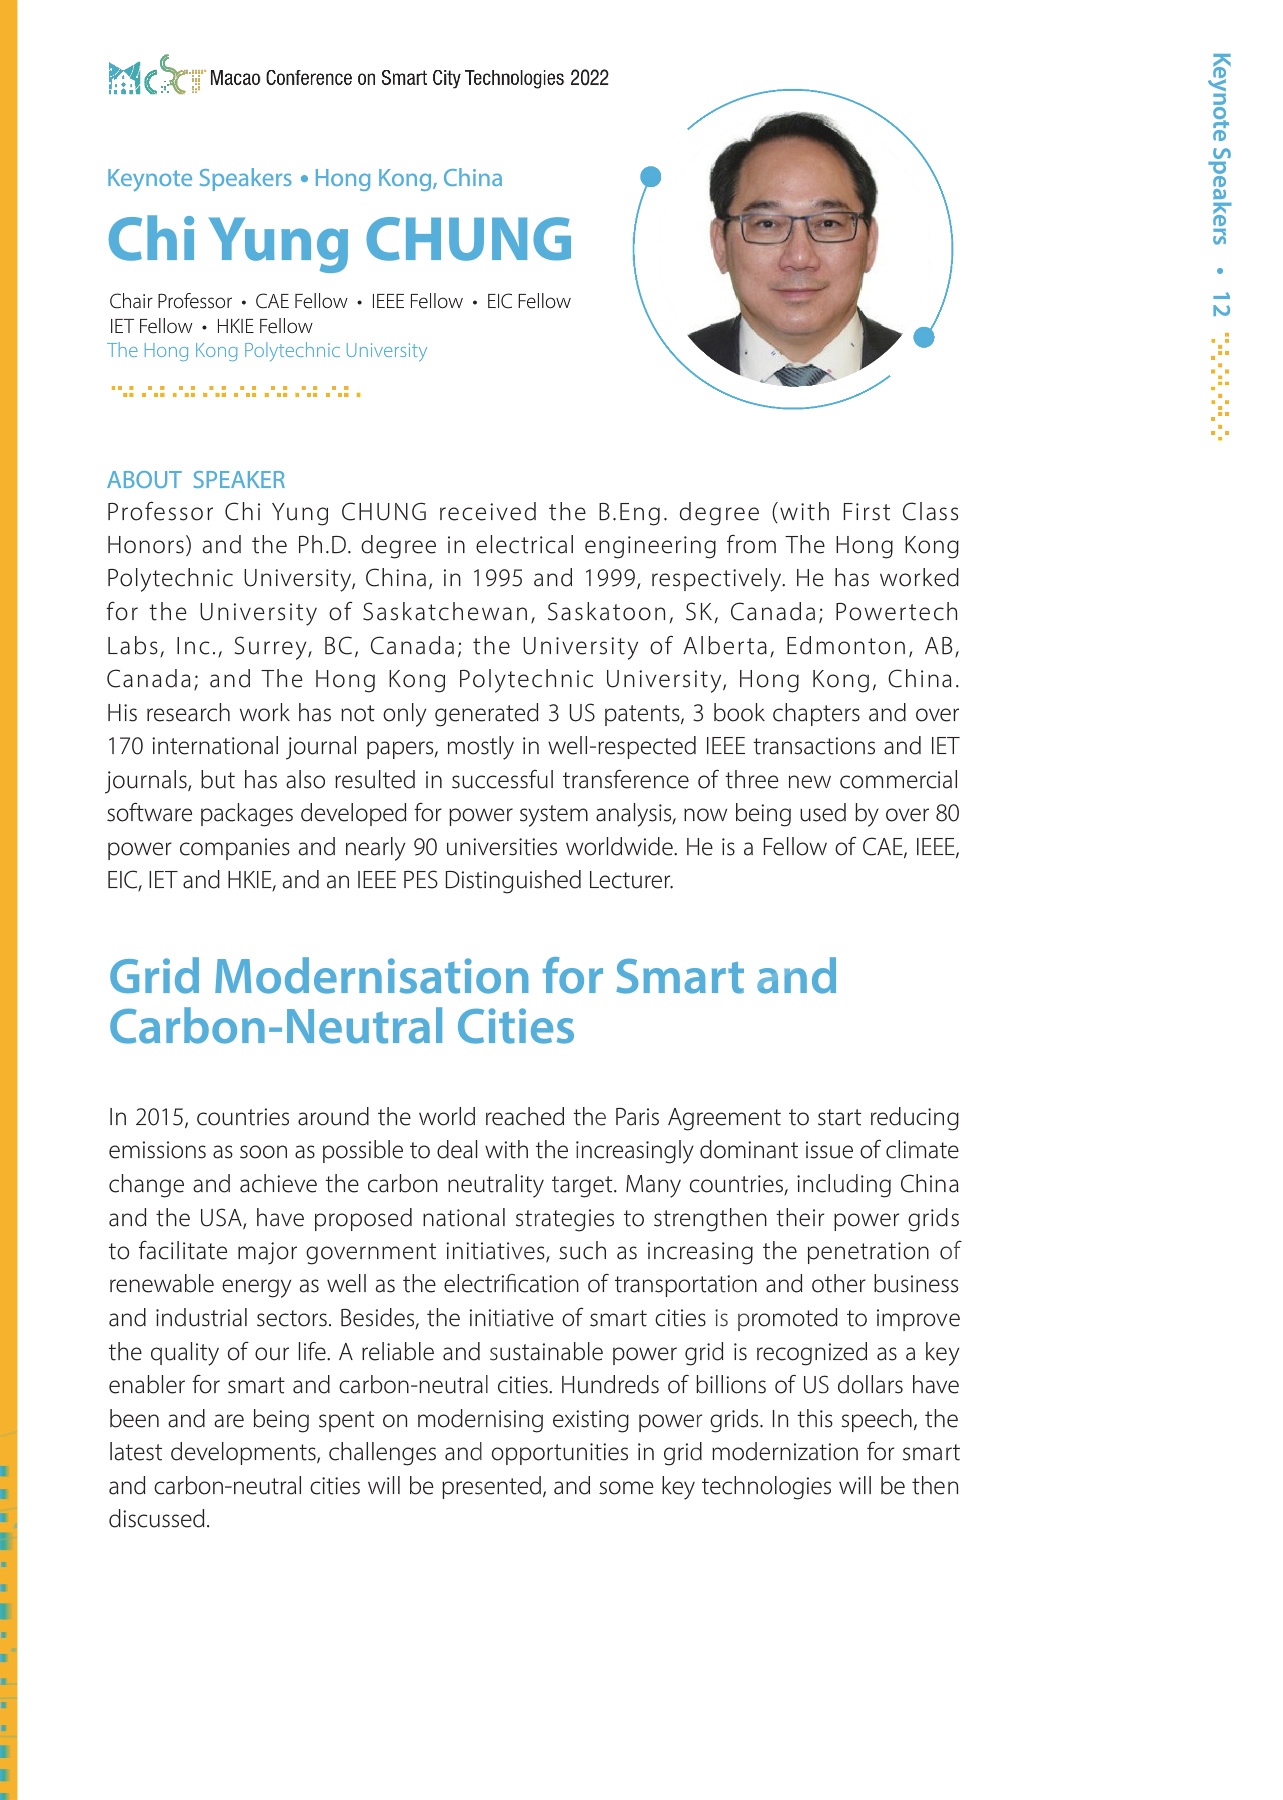 MCSCT Macao Conference on Smart City Technologies 2022
Keynote Speakers • 12
Keynote Speakers • Hong Kong, China
Chi Yung CHUNG
Chair Professor • CAE Fellow • IEEE Fellow • EIC Fellow
IET Fellow • HKIE Fellow
The Hong Kong Polytechnic University
ABOUT SPEAKER
Professor Chi Yung CHUNG received the B.Eng. degree (with First Class
Honors) and the Ph.D. degree in electrical engineering from The Hong Kong
Polytechnic University, China, in 1995 and 1999, respectively. He has worked
for the University of Saskatchewan, Saskatoon, SK, Canada; Powertech
Labs, Inc., Surrey, BC, Canada; the University of Alberta, Edmonton, AB,
Canada; and The Hong Kong Polytechnic University, Hong Kong, China.
His research work has not only generated 3 US patents, 3 book chapters and over
170 international journal papers, mostly in well-respected IEEE transactions and IET
journals, but has also resulted in successful transference of three new commercial
software packages developed for power system analysis, now being used by over 80
power companies and nearly 90 universities worldwide. He is a Fellow of CAE, IEEE,
EIC, IET and HKIE, and an IEEE PES Distinguished Lecturer.
Grid Modernisation for Smart and
Carbon-Neutral Cities
In 2015, countries around the world reached the Paris Agreement to start reducing
emissions as soon as possible to deal with the increasingly dominant issue of climate
change and achieve the carbon neutrality target. Many countries, including China
and the USA, have proposed national strategies to strengthen their power grids
to facilitate major government initiatives, such as increasing the penetration of
renewable energy as well as the electrification of transportation and other business
and industrial sectors. Besides, the initiative of smart cities is promoted to improve
the quality of our life. A reliable and sustainable power grid is recognized as a key
enabler for smart and carbon-neutral cities. Hundreds of billions of US dollars have
been and are being spent on modernising existing power grids. In this speech, the
latest developments, challenges and opportunities in grid modernization for smart
and carbon-neutral cities will be presented, and some key technologies will be then
discussed.